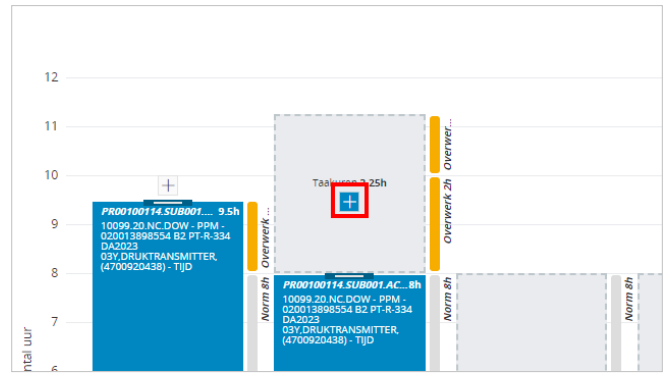 12
11
10
9
8
7
6
ntal uur
PR00100114.SUB001.... 9.5h
10099.20.NC.DOW - PPM -
020013898554 B2 PT-R-334
DA2023
03Y,DRUKTRANSMITTER,
(4700920438) - TIJD
Overwerk ...
Norm 8h
Taakuren 3.25h
PR00100114.SUB001.AC...8h
10099.20.NC.DOW - PPM -
020013898554 B2 PT-R-334
DA2023
03Y,DRUKTRANSMITTER,
(4700920438) - TIJD
Overwer...
Overwerk 2h
Norm 8h
Norm 8h